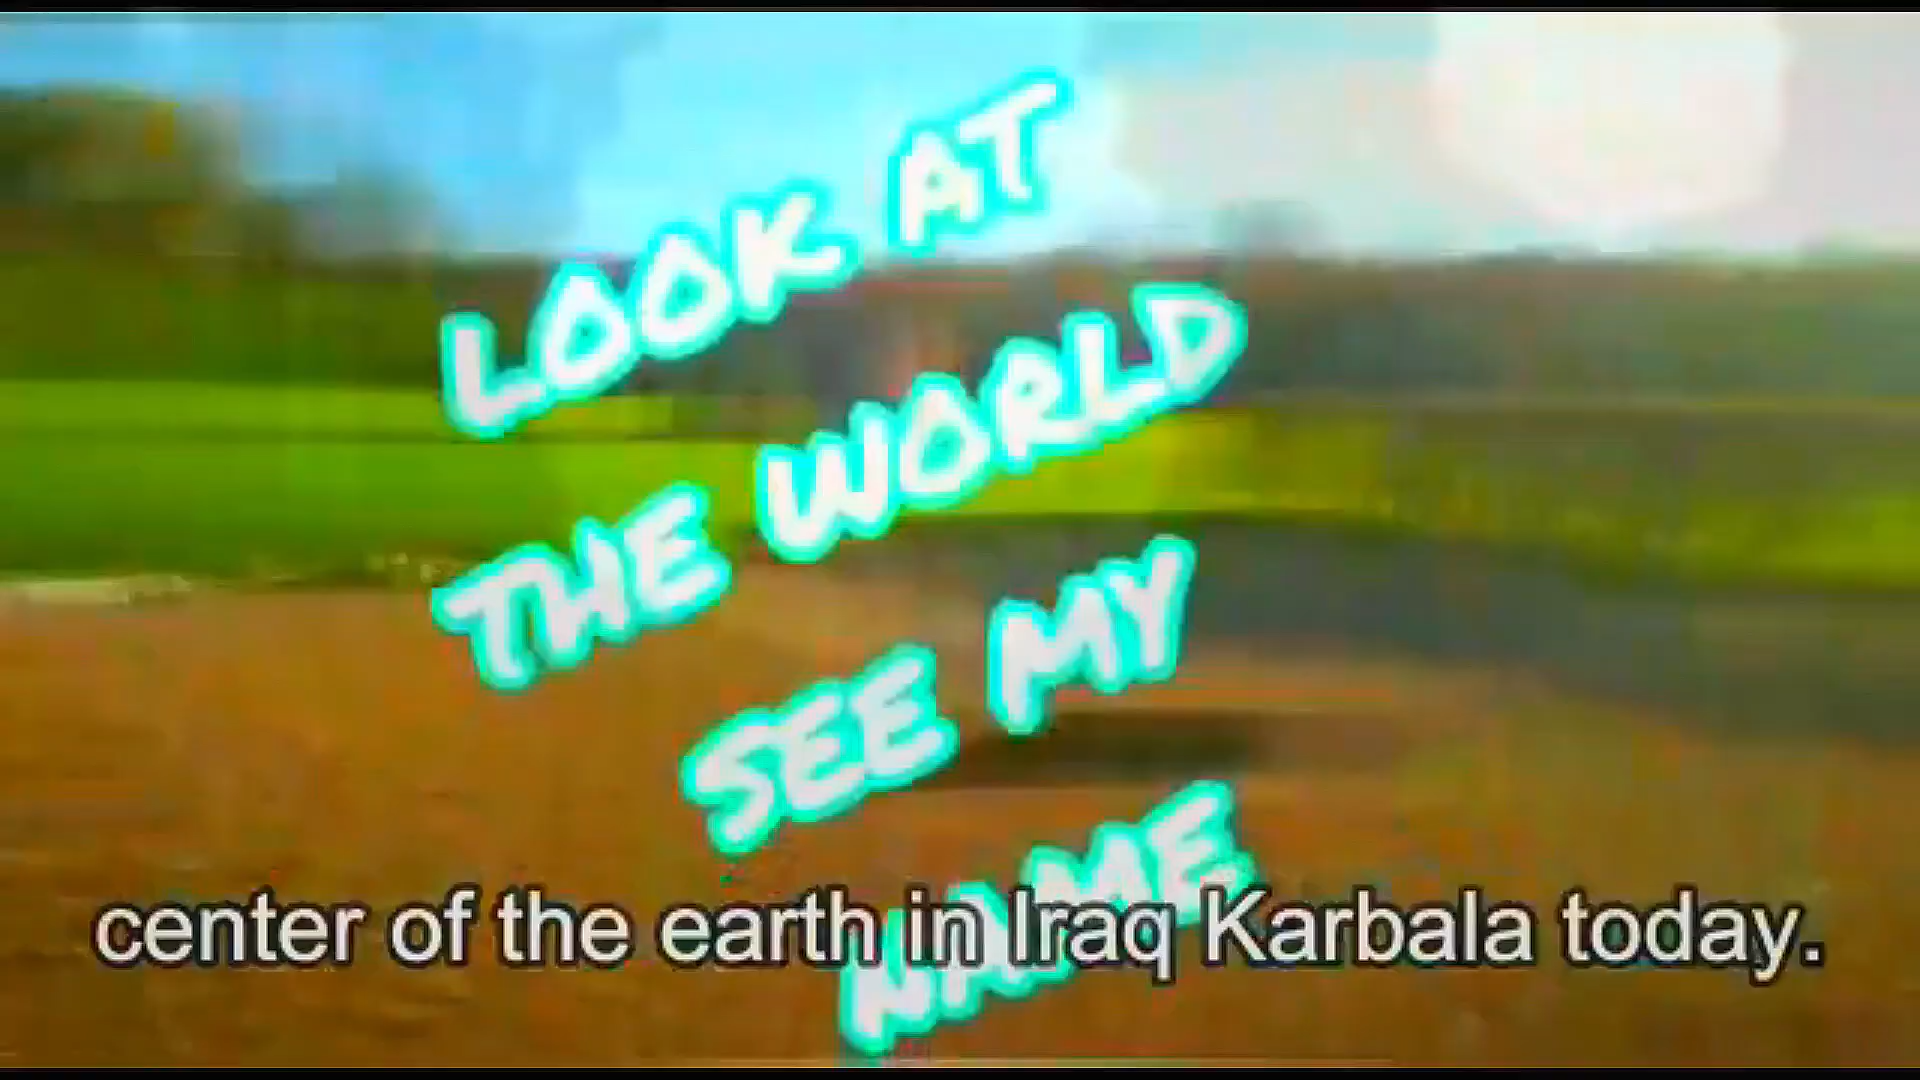 LOOK AT
THE WORLD
SEE MY
NAME
center of the earth in Iraq Karbala today.